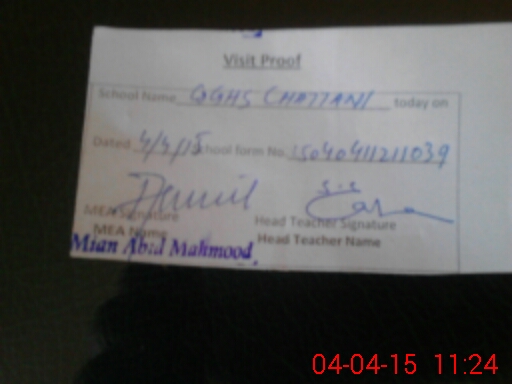 Visit Proof
School Name GGHS CHATTANI today on
Dated 4/4/15 School form No. 15040411211039
MEA Signature Head Teacher Signature
MEA Name Head Teacher Name
Mian Abid Mahmood.
04-04-15 11:24